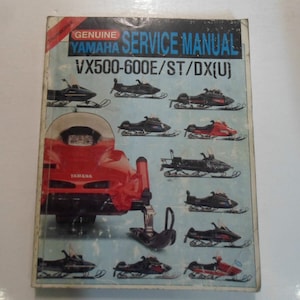 GENUINE
YAMAHA SERVICE MANUAL
VX500-600E/ST/DX(U)
YAMAHA